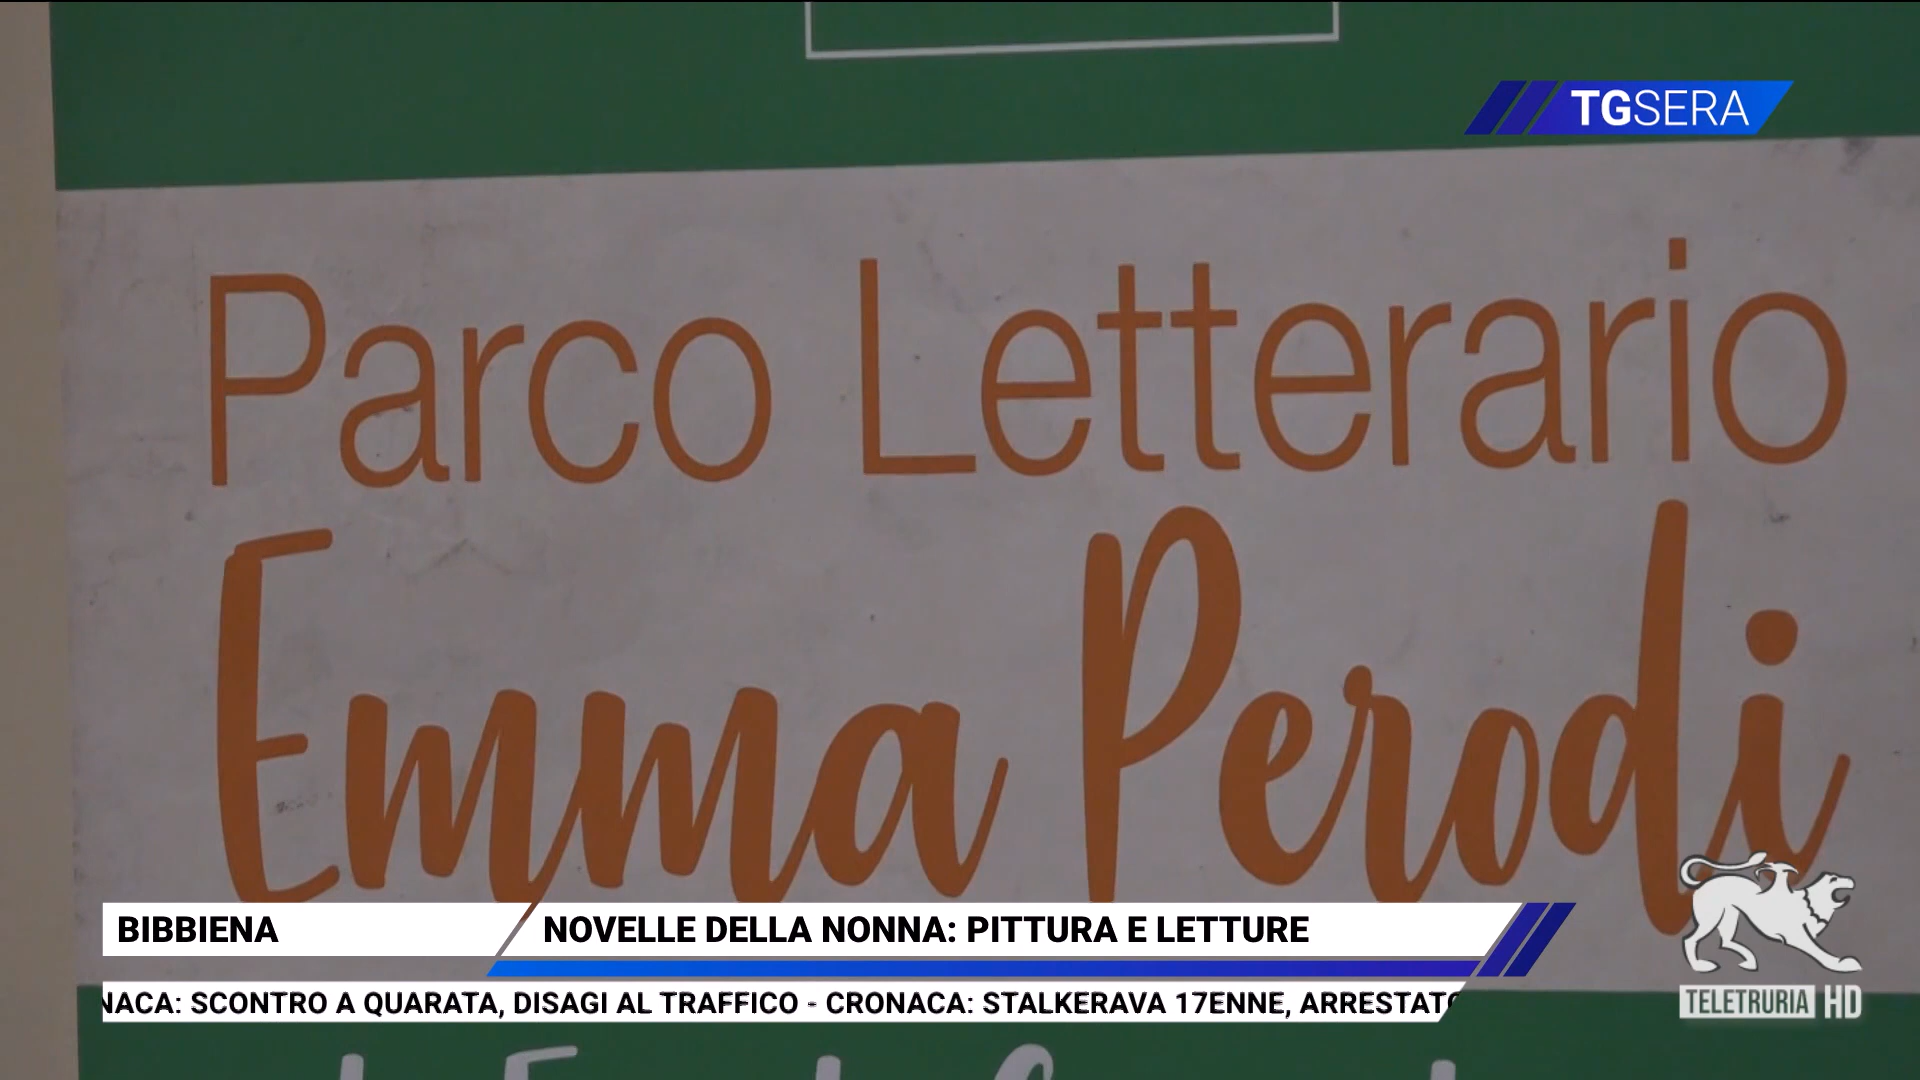 TGSERA
Parco Letterario
Emma Perodi
BIBBIENA
NOVELLE DELLA NONNA: PITTURA E LETTURE
NACA: SCONTRO A QUARATA, DISAGI AL TRAFFICO - CRONACA: STALKERAVA 17ENNE, ARRESTATO
TELETRURIA HD